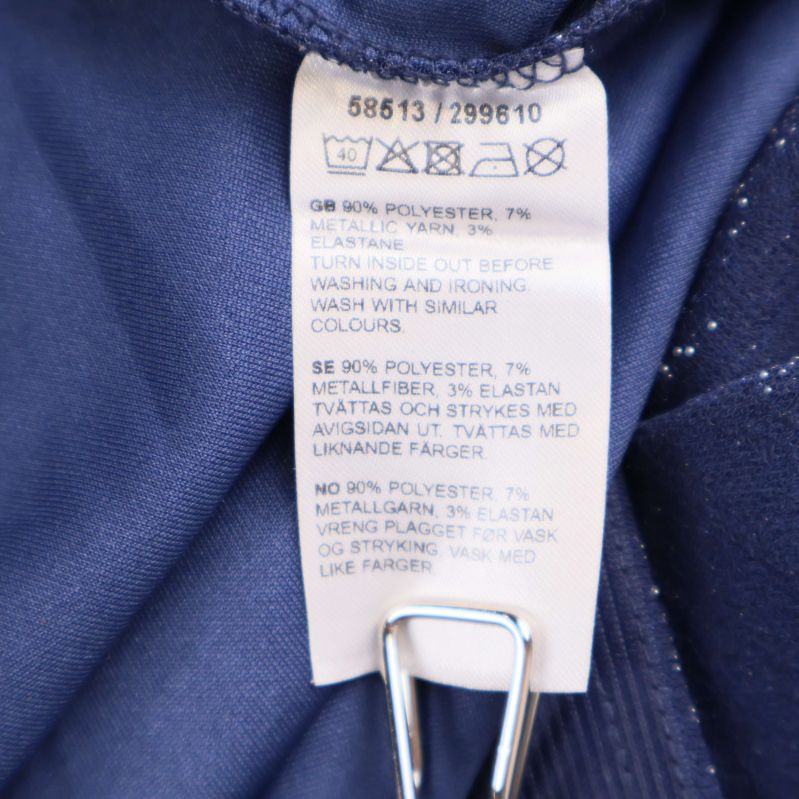 58513 / 299610
40
GB 90% POLYESTER, 7%
METALLIC YARN, 3%
ELASTANE
TURN INSIDE OUT BEFORE
WASHING AND IRONING.
WASH WITH SIMILAR
COLOURS.
SE 90% POLYESTER, 7%
METALLFIBER, 3% ELASTAN
TVÄTTAS OCH STRYKES MED
AVIGSIDAN UT. TVÄTTAS MED
LIKNANDE FÄRGER.
NO 90% POLYESTER, 7%
METALLGARN, 3% ELASTAN
VRENG PLAGGET FØR VASK
OG STRYKING. VASK MED
LIKE FARGER.